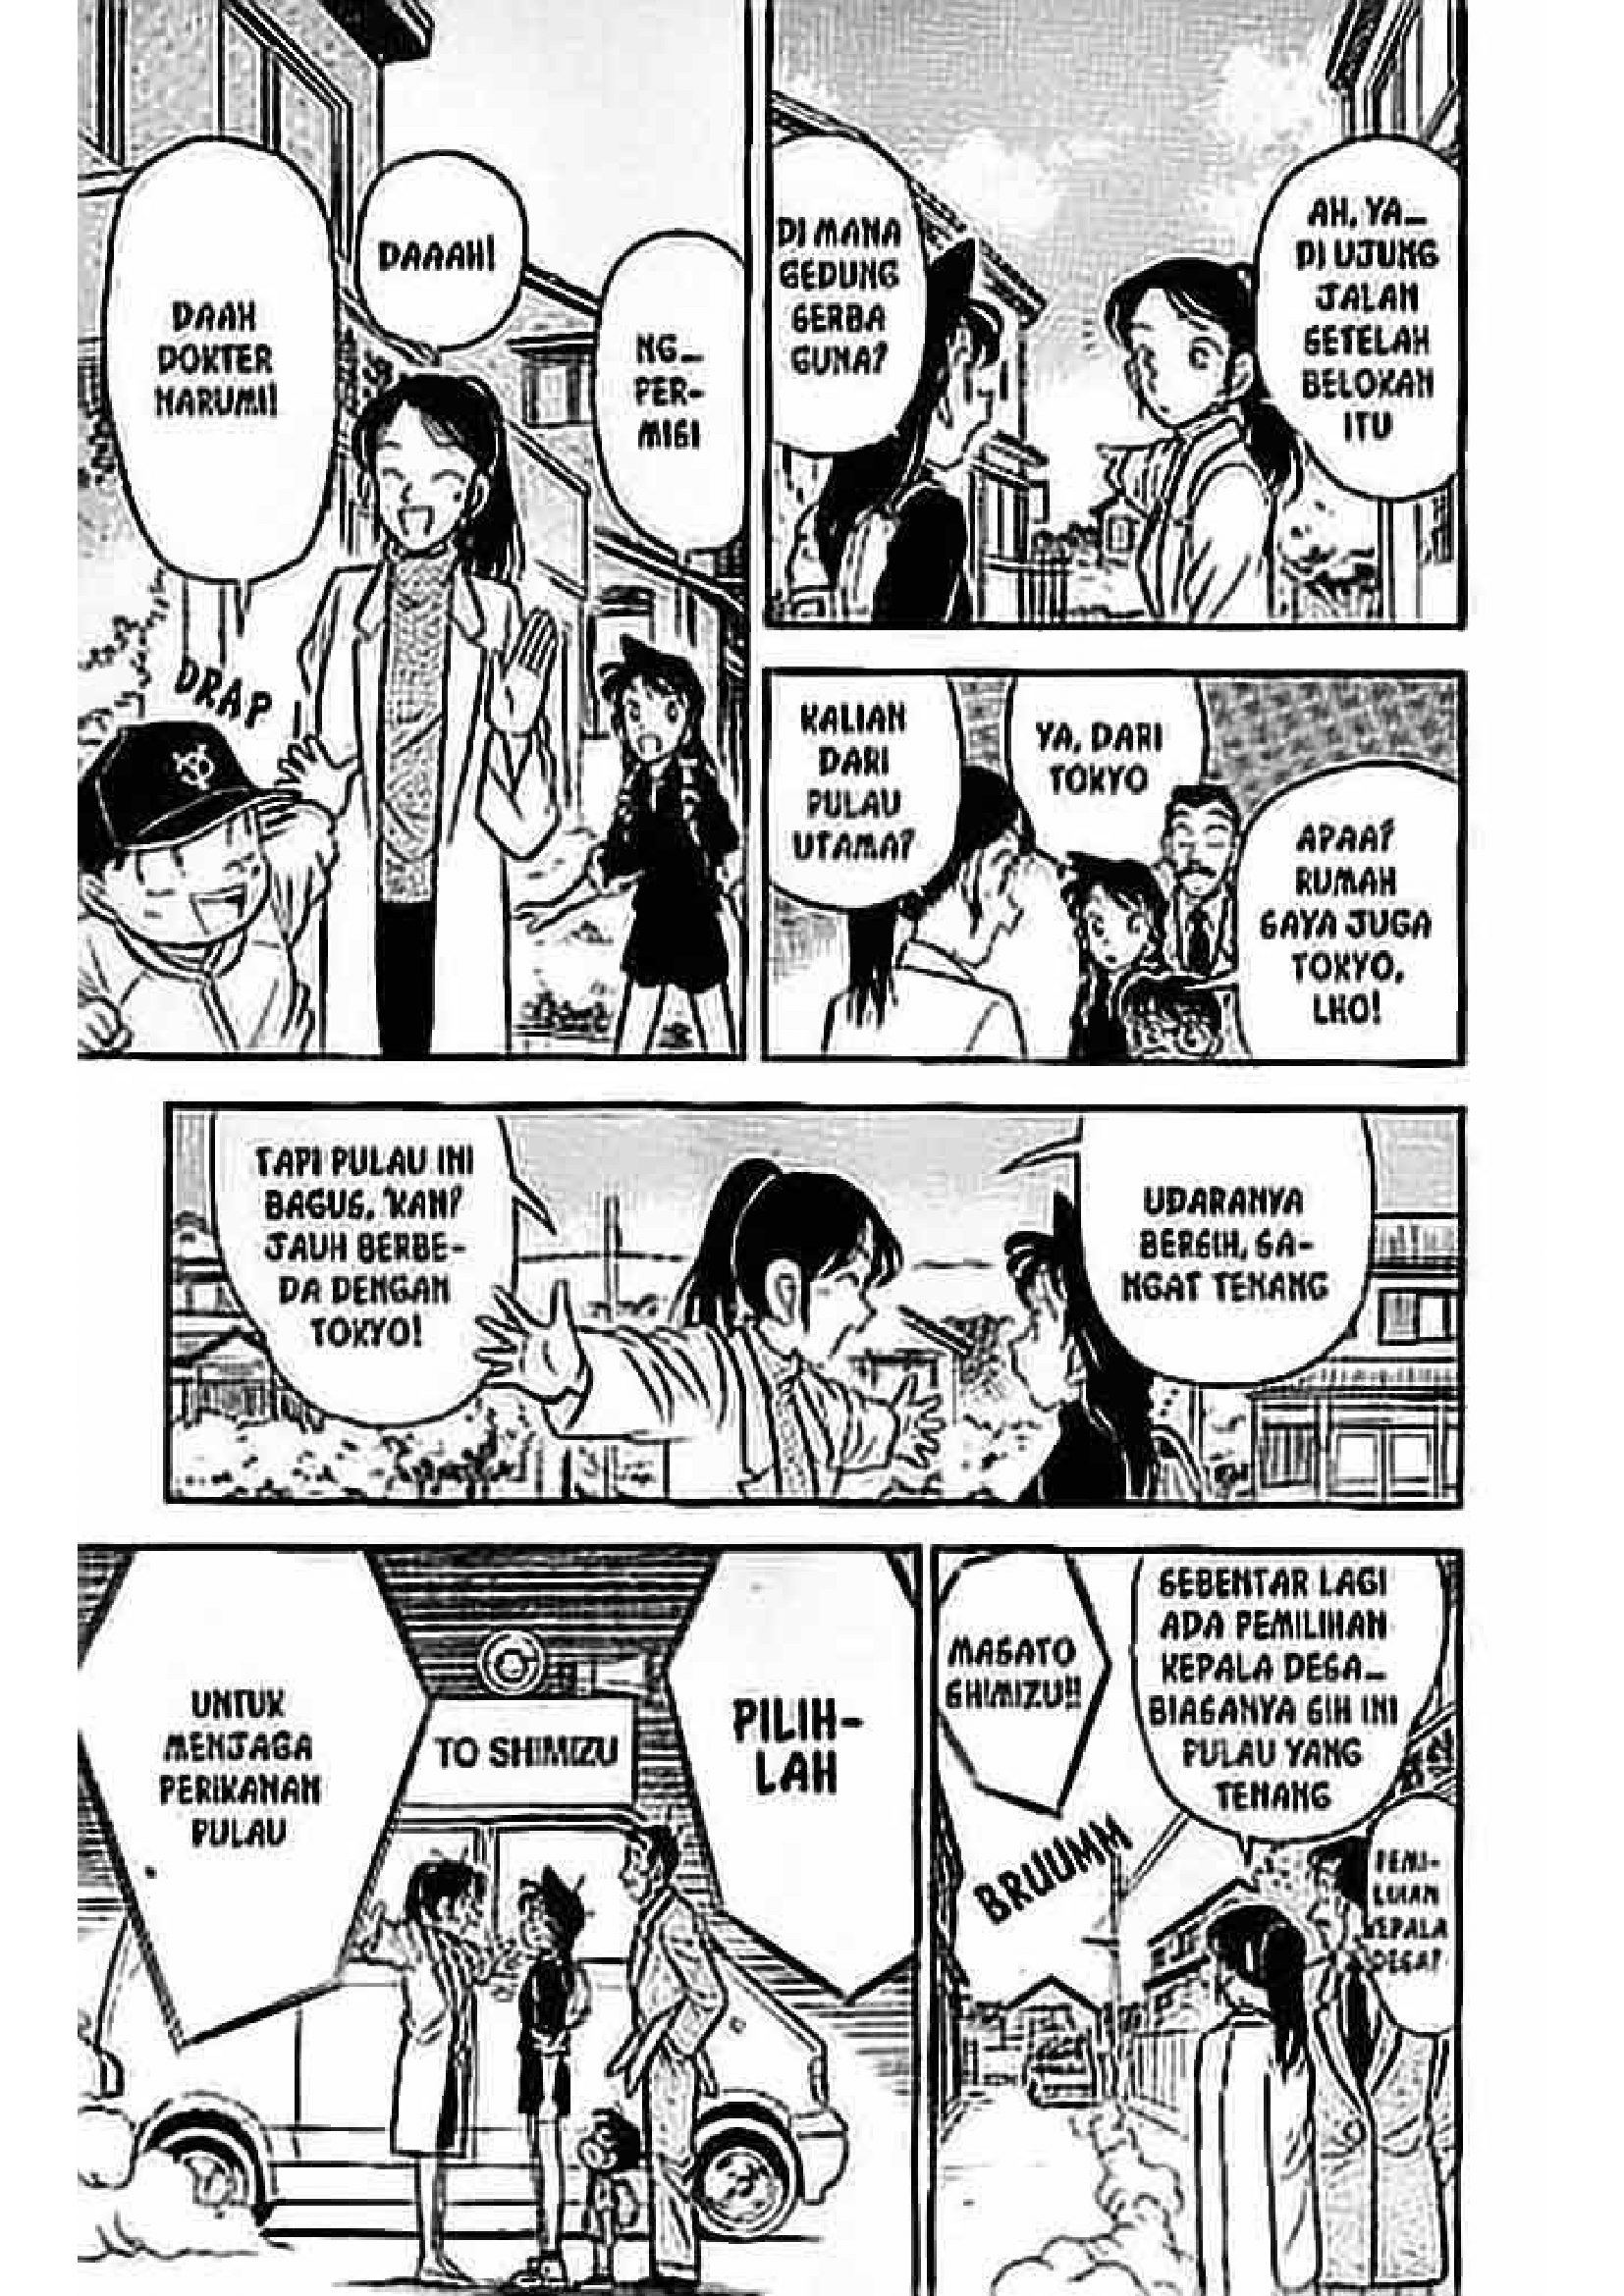 DAAH
DOKTER
NARUMI!
DAAAH!
NG...
PER-
MISI
DRAP
DI MANA
GEDUNG
SERBA
GUNA?
AH, YA...
DI UJUNG
JALAN
SETELAH
BELOKAN
ITU
KALIAN
DARI
PULAU
UTAMA?
YA, DARI
TOKYO
APAA?
RUMAH
SAYA JUGA
TOKYO,
LHO!
TAPI PULAU INI
BAGUS, 'KAN?
JAUH BERBE-
DA DENGAN
TOKYO!
UDARANYA
BERSIH, SA-
NGAT TENANG
UNTUK
MENJAGA
PERIKANAN
PULAU
TO SHIMIZU
PILIH-
LAH
MASATO
SHIMIZU!!
BRUUMM
SEBENTAR LAGI
ADA PEMILIHAN
KEPALA DESA...
BIASANYA SIH INI
PULAU YANG
TENANG
PEMI-
LIHAN
KEPALA
DESA?